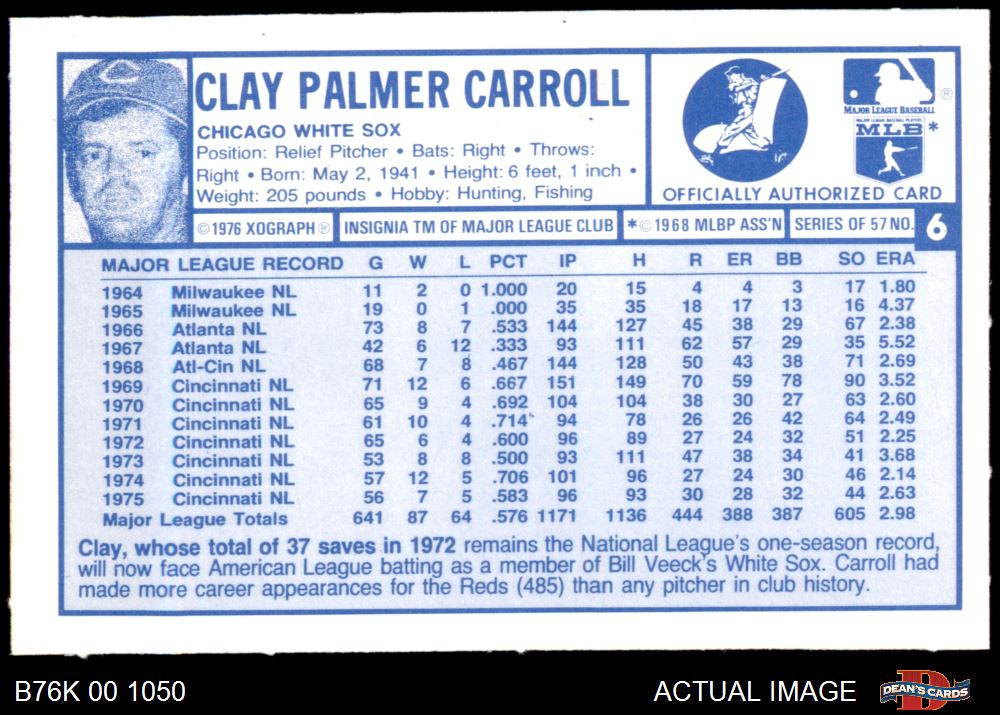 CLAY PALMER CARROLL
CHICAGO WHITE SOX
Position: Relief Pitcher • Bats: Right • Throws:
Right • Born: May 2, 1941 • Height: 6 feet, 1 inch •
Weight: 205 pounds • Hobby: Hunting, Fishing
MAJOR LEAGUE BASEBALL ®
MAJOR LEAGUE BASEBALL PLAYERS
MLB *
OFFICIALLY AUTHORIZED CARD
© 1976 XOGRAPH ® INSIGNIA TM OF MAJOR LEAGUE CLUB *© 1968 MLBP ASS'N SERIES OF 57 NO. 6
MAJOR LEAGUE RECORD G W L PCT IP H R ER BB SO ERA
1964 Milwaukee NL 11 2 0 1.000 20 15 4 4 3 17 1.80
1965 Milwaukee NL 19 0 1 .000 35 35 18 17 13 16 4.37
1966 Atlanta NL 73 8 7 .533 144 127 45 38 29 67 2.38
1967 Atlanta NL 42 6 12 .333 93 111 62 57 29 35 5.52
1968 Atl-Cin NL 68 7 8 .467 144 128 50 43 38 71 2.69
1969 Cincinnati NL 71 12 6 .667 151 149 70 59 78 90 3.52
1970 Cincinnati NL 65 9 4 .692 104 104 38 30 27 63 2.60
1971 Cincinnati NL 61 10 4 .714 94 78 26 26 42 64 2.49
1972 Cincinnati NL 65 6 4 .600 96 89 27 24 32 51 2.25
1973 Cincinnati NL 53 8 8 .500 93 111 47 38 34 41 3.68
1974 Cincinnati NL 57 12 5 .706 101 96 27 24 30 46 2.14
1975 Cincinnati NL 56 7 5 .583 96 93 30 28 32 44 2.63
Major League Totals 641 87 64 .576 1171 1136 444 388 387 605 2.98
Clay, whose total of 37 saves in 1972 remains the National League's one-season record,
will now face American League batting as a member of Bill Veeck's White Sox. Carroll had
made more career appearances for the Reds (485) than any pitcher in club history.
B76K 00 1050 ACTUAL IMAGE DEAN'S CARDS